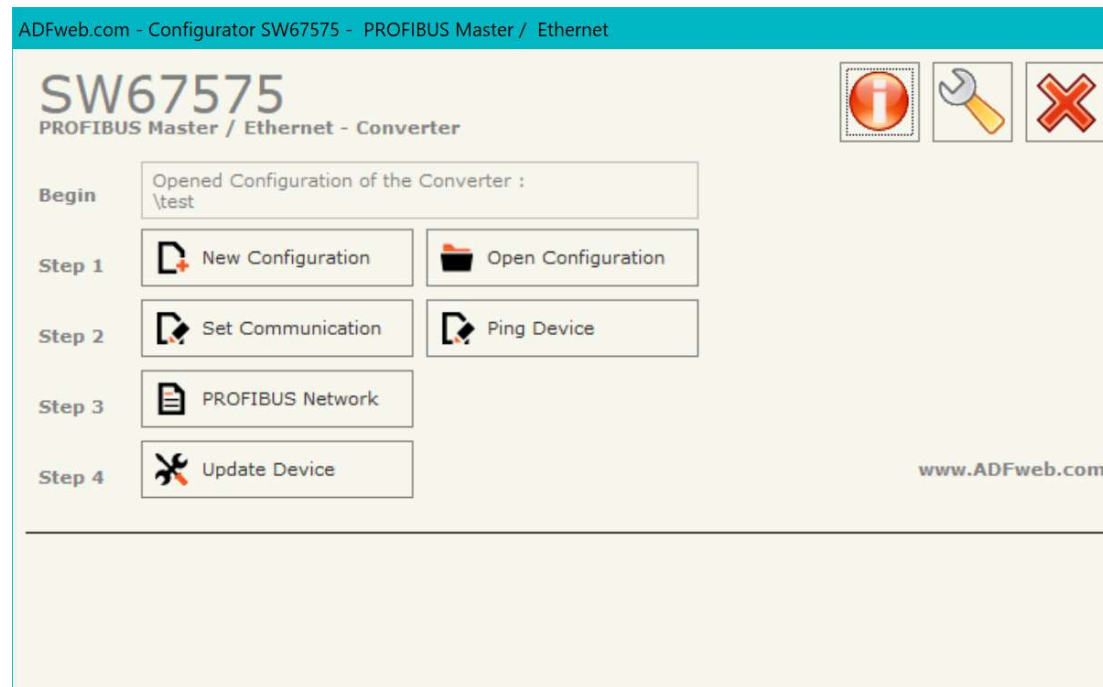 ADFweb.com - Configurator SW67575 - PROFIBUS Master / Ethernet
SW67575
PROFIBUS Master / Ethernet - Converter
Begin
Opened Configuration of the Converter :
\test
Step 1
New Configuration
Open Configuration
Step 2
Set Communication
Ping Device
Step 3
PROFIBUS Network
Step 4
Update Device
www.ADFweb.com